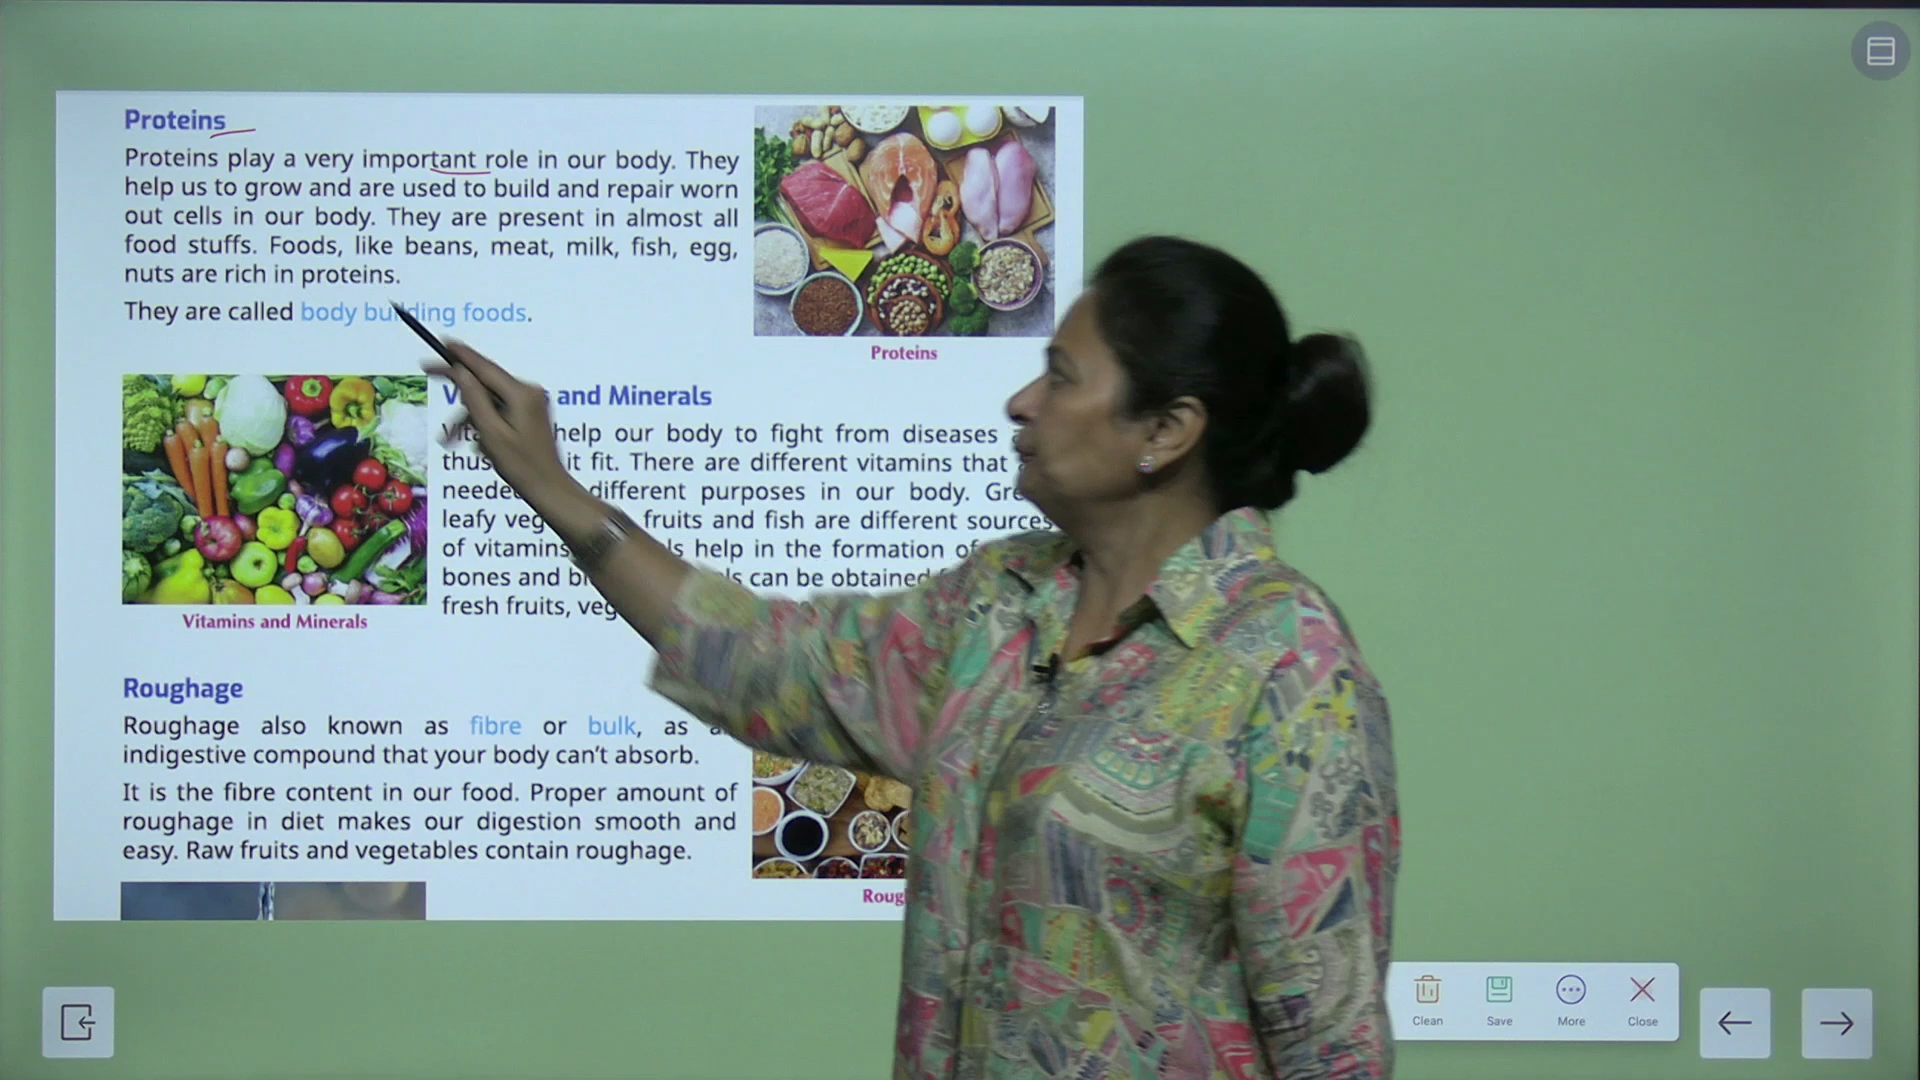 Proteins
Proteins play a very important role in our body. They
help us to grow and are used to build and repair worn
out cells in our body. They are present in almost all
food stuffs. Foods, like beans, meat, milk, fish, egg,
nuts are rich in proteins.
They are called body building foods.
Proteins
and Minerals
help our body to fight from diseases
thus it fit. There are different vitamins that
different purposes in our body.
leafy fruits and fish are different sources
of vitamins help in the formation of
bones and can be obtained
fresh fruits,
Vitamins and Minerals
Roughage
Roughage also known as fibre or bulk, as
indigestive compound that your body can't absorb.
It is the fibre content in our food. Proper amount of
roughage in diet makes our digestion smooth and
easy. Raw fruits and vegetables contain roughage.
Clean
Save
More
Close